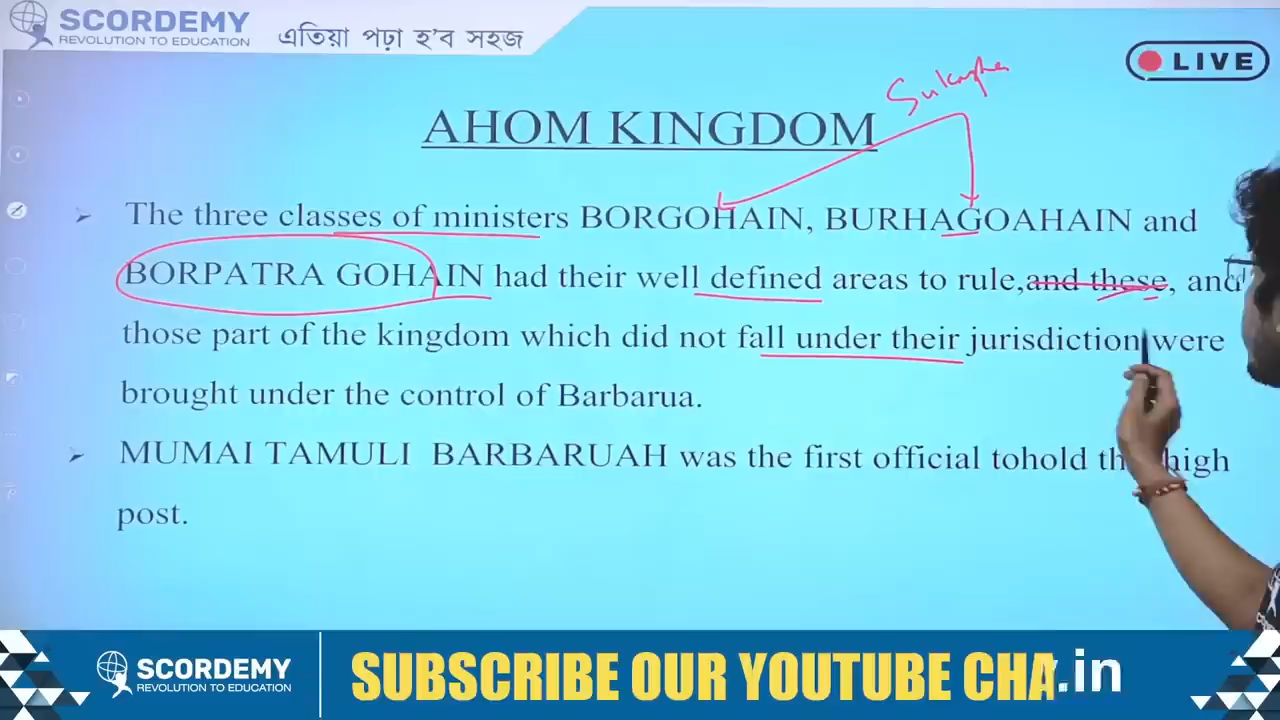 SCORDEMY
REVOLUTION TO EDUCATION
এতিয়া পঢ়া হ'ব সহজ
LIVE
Sukapha
AHOM KINGDOM
The three classes of ministers BORGOHAIN, BURHAGOAHAIN and
BORPATRA GOHAIN had their well defined areas to rule,and these, and
those part of the kingdom which did not fall under their jurisdiction were
brought under the control of Barbarua.
MUMAI TAMULI BARBARUAH was the first official tohold high
post.
SCORDEMY
REVOLUTION TO EDUCATION
SUBSCRIBE OUR YOUTUBE CHA
.in